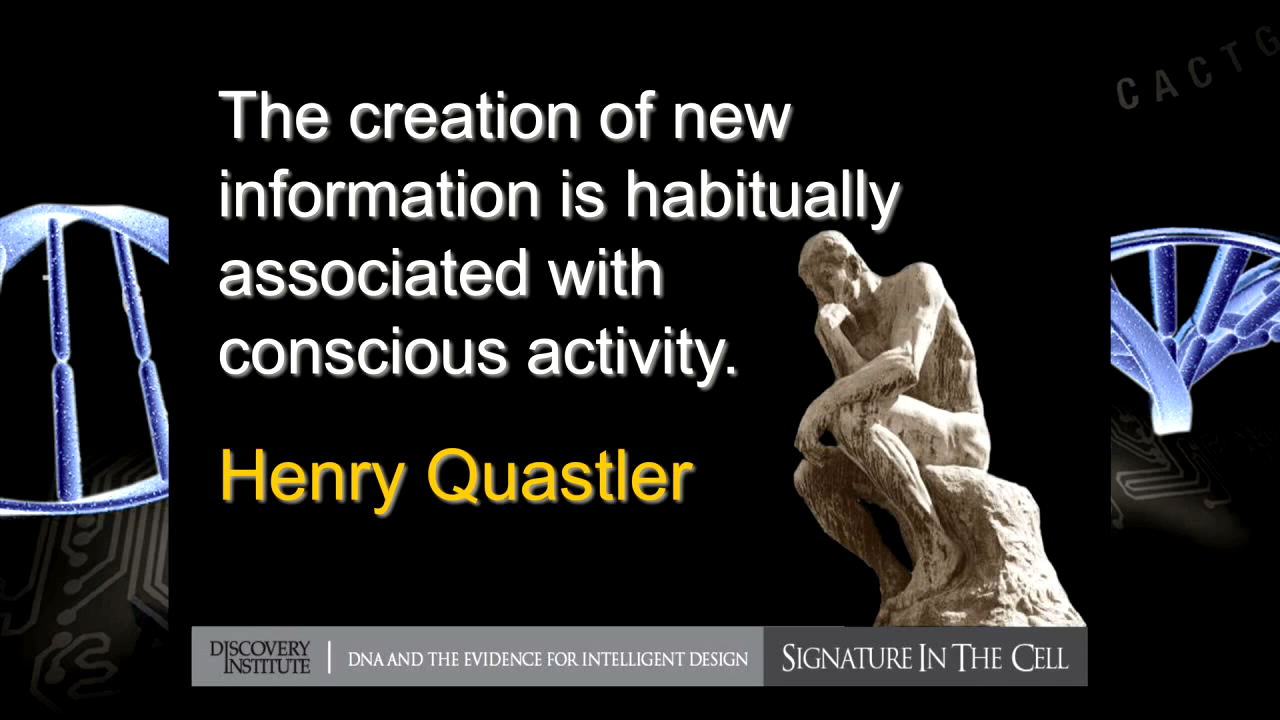 CACTG
The creation of new
information is habitually
associated with
conscious activity.
Henry Quastler
DISCOVERY
INSTITUTE
DNA AND THE EVIDENCE FOR INTELLIGENT DESIGN
SIGNATURE IN THE CELL